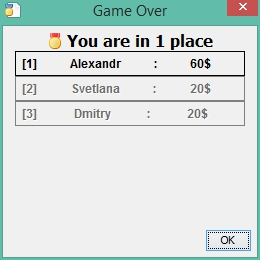 Game Over
You are in 1 place
[1] Alexandr : 60$
[2] Svetlana : 20$
[3] Dmitry : 20$
OK